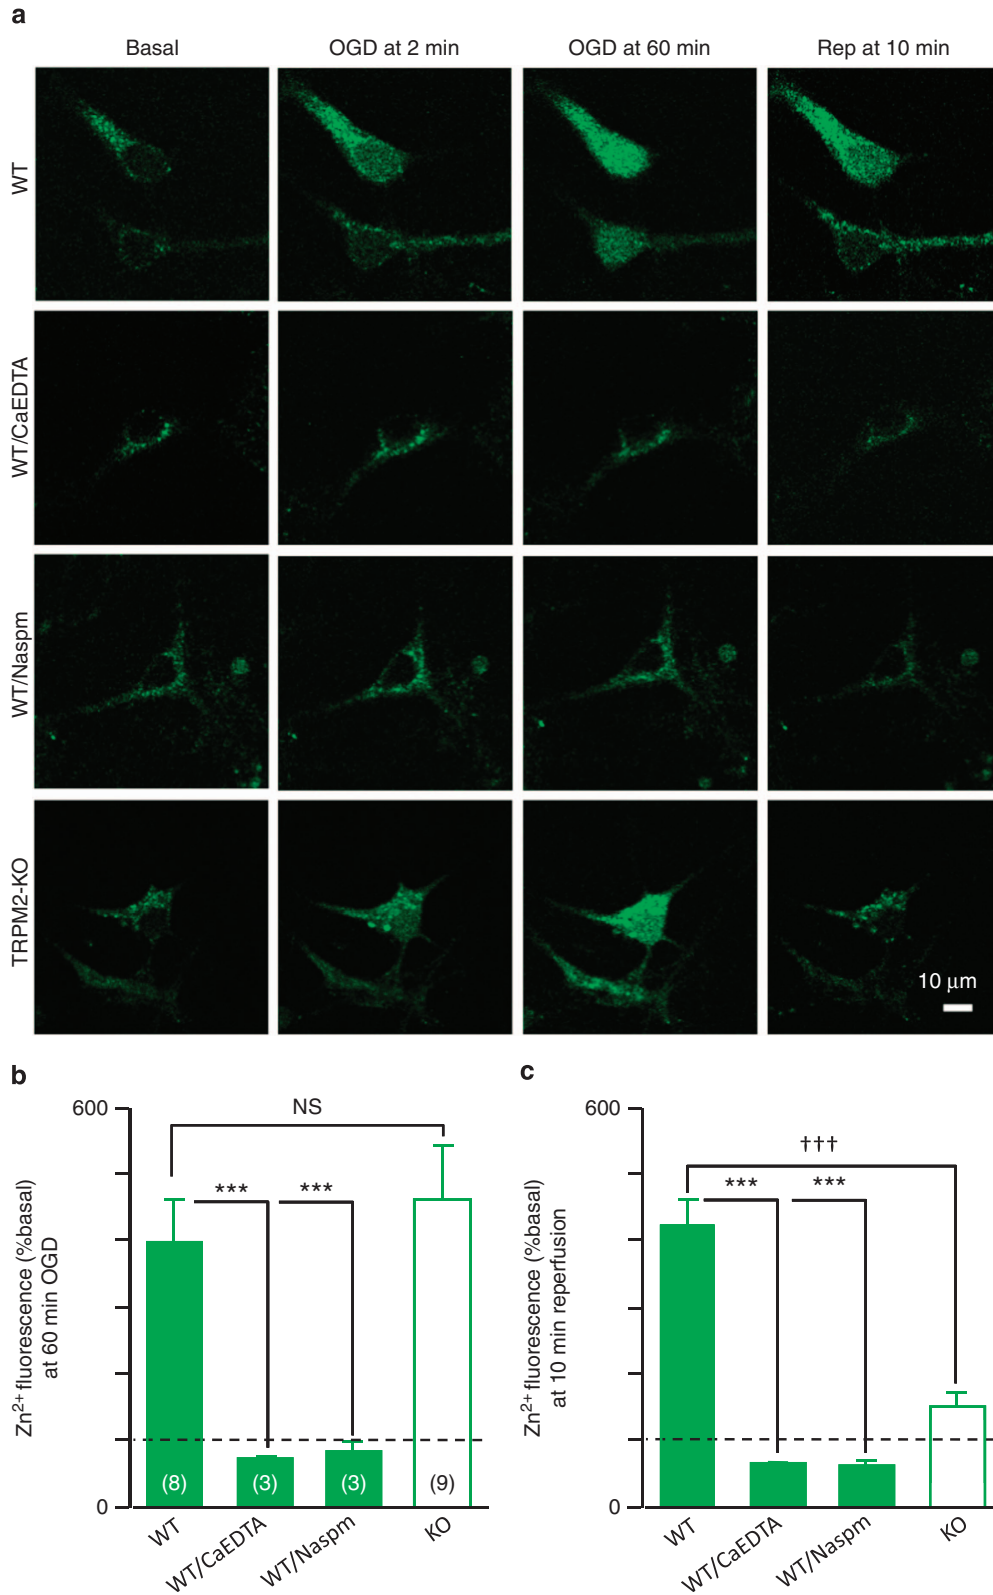 a
Basal
OGD at 2 min
OGD at 60 min
Rep at 10 min
WT
WT/CaEDTA
WT/Naspm
TRPM2-KO
10 μm
b
Zn²⁺ fluorescence (%basal)
at 60 min OGD
600
0
NS
***
***
(8)
(3)
(3)
(9)
WT
WT/CaEDTA
WT/Naspm
KO
c
Zn²⁺ fluorescence (%basal)
at 10 min reperfusion
600
0
†††
***
***
WT
WT/CaEDTA
WT/Naspm
KO